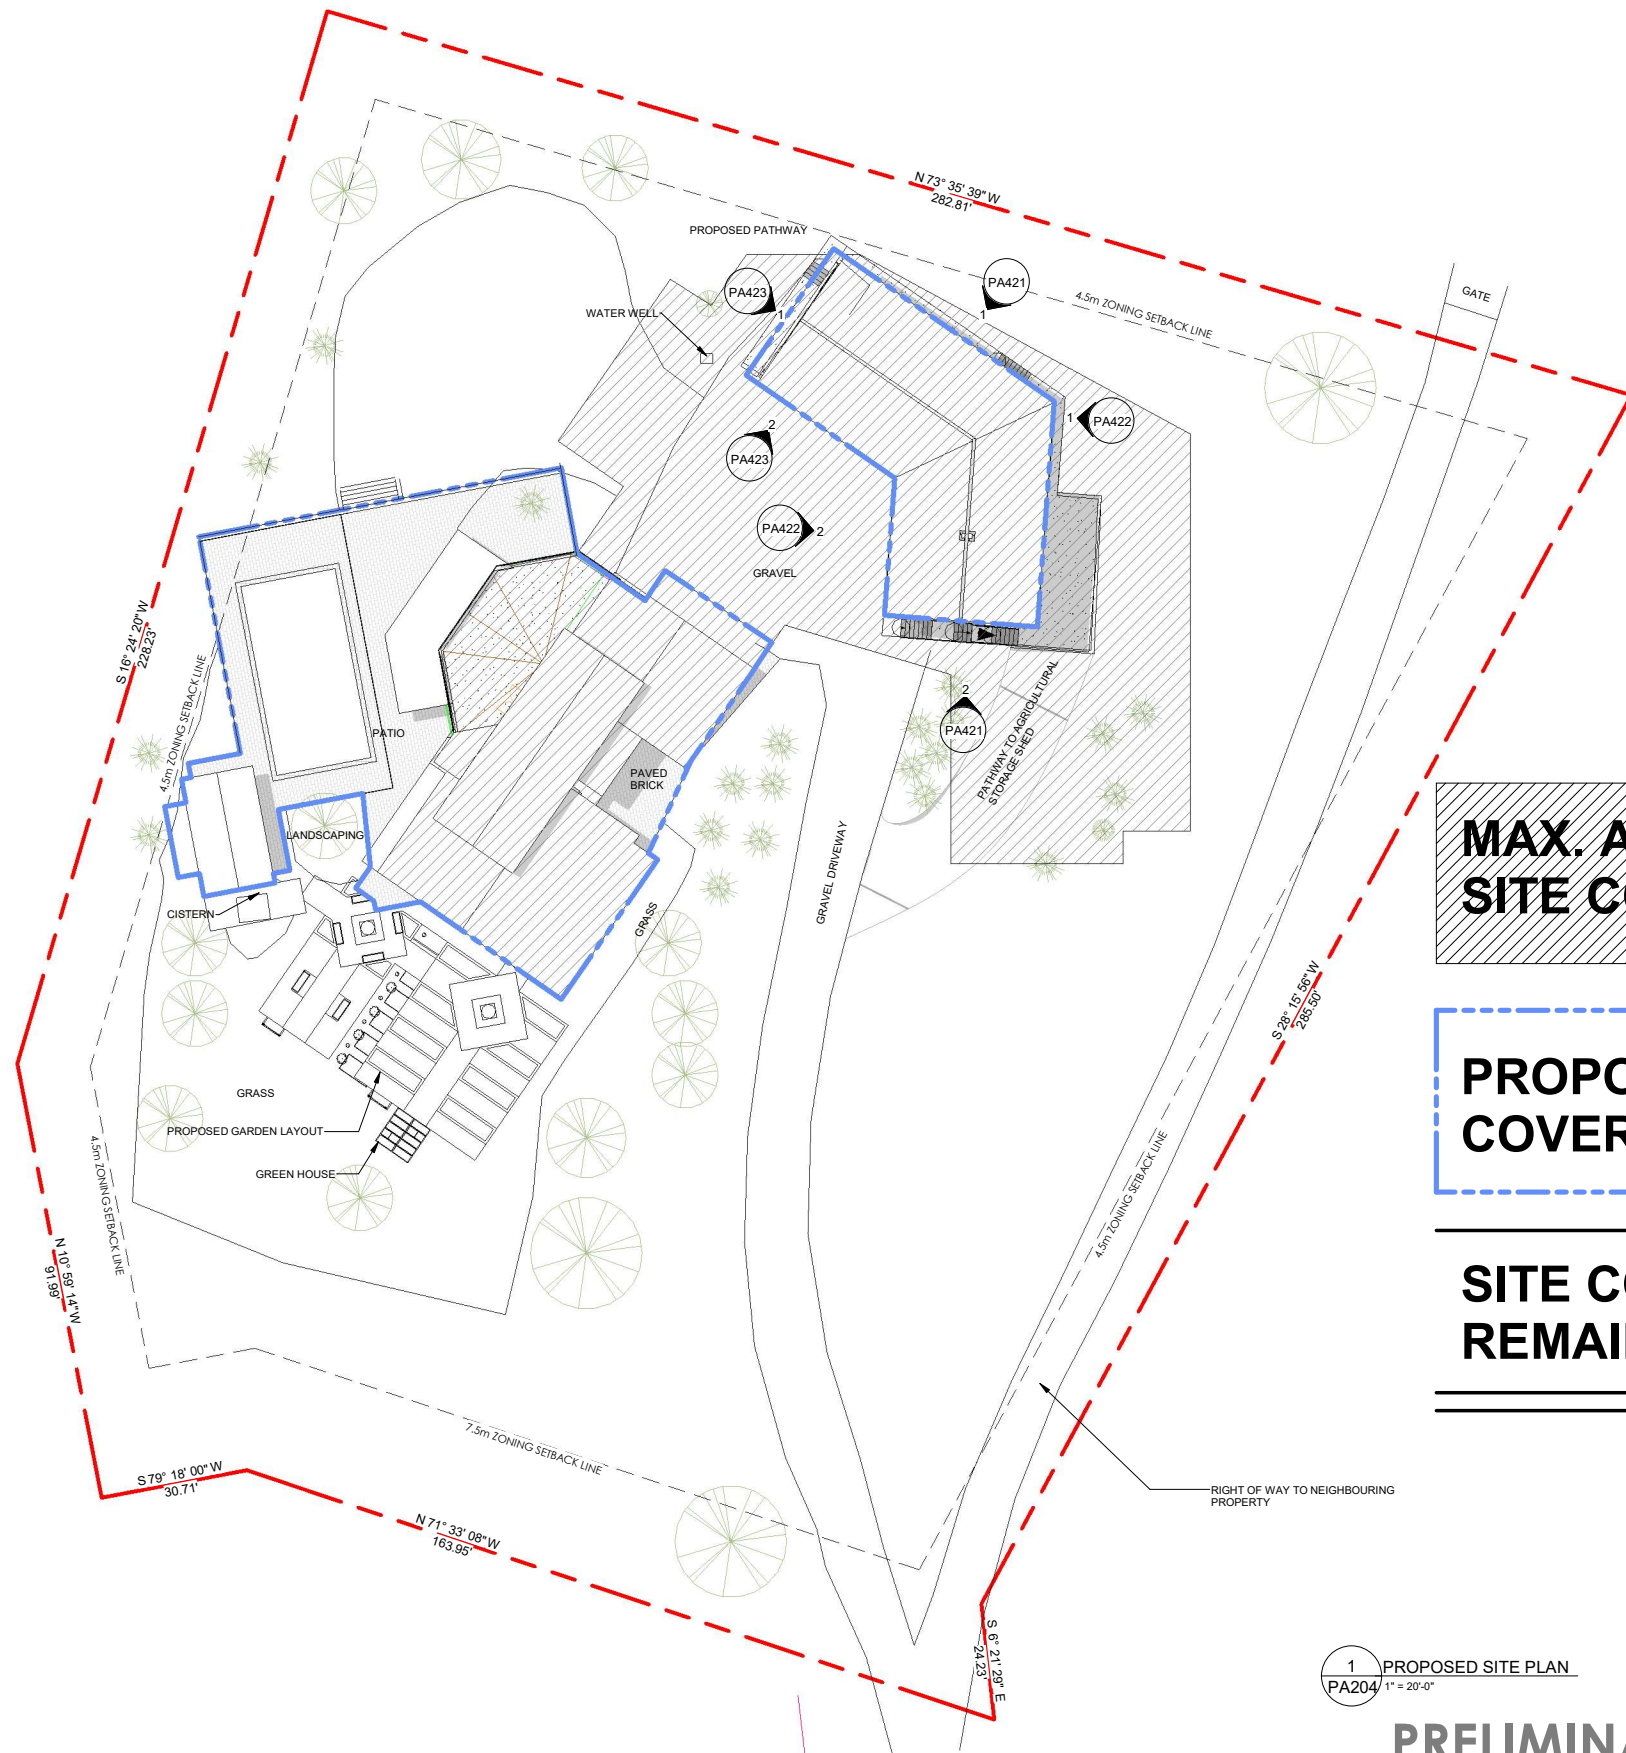 N 73° 35' 39" W
282.81'
PROPOSED PATHWAY
PA423
1
PA421
1
4.5m ZONING SETBACK LINE
GATE
WATER WELL
1
PA422
2
PA423
PA422
2
GRAVEL
S 16° 24' 20" W
228.23'
4.5m ZONING SETBACK LINE
PATIO
2
PA421
PATHWAY TO AGRICULTURAL
STORAGE SHED
PAVED
BRICK
LANDSCAPING
GRAVEL DRIVEWAY
CISTERN
GRASS
MAX. A
SITE CO
S 28° 15' 56" W
285.50'
PROPO
COVER
GRASS
PROPOSED GARDEN LAYOUT
GREEN HOUSE
4.5m ZONING SETBACK LINE
4.5m ZONING SETBACK LINE
N 10° 59' 14" W
91.99'
SITE CO
REMAI
7.5m ZONING SETBACK LINE
S 79° 18' 00" W
30.71'
N 71° 33' 08" W
163.95'
RIGHT OF WAY TO NEIGHBOURING
PROPERTY
S 6° 21' 29" E
24.23'
1
PROPOSED SITE PLAN
PA204
1" = 20'-0"
PRELIMINA